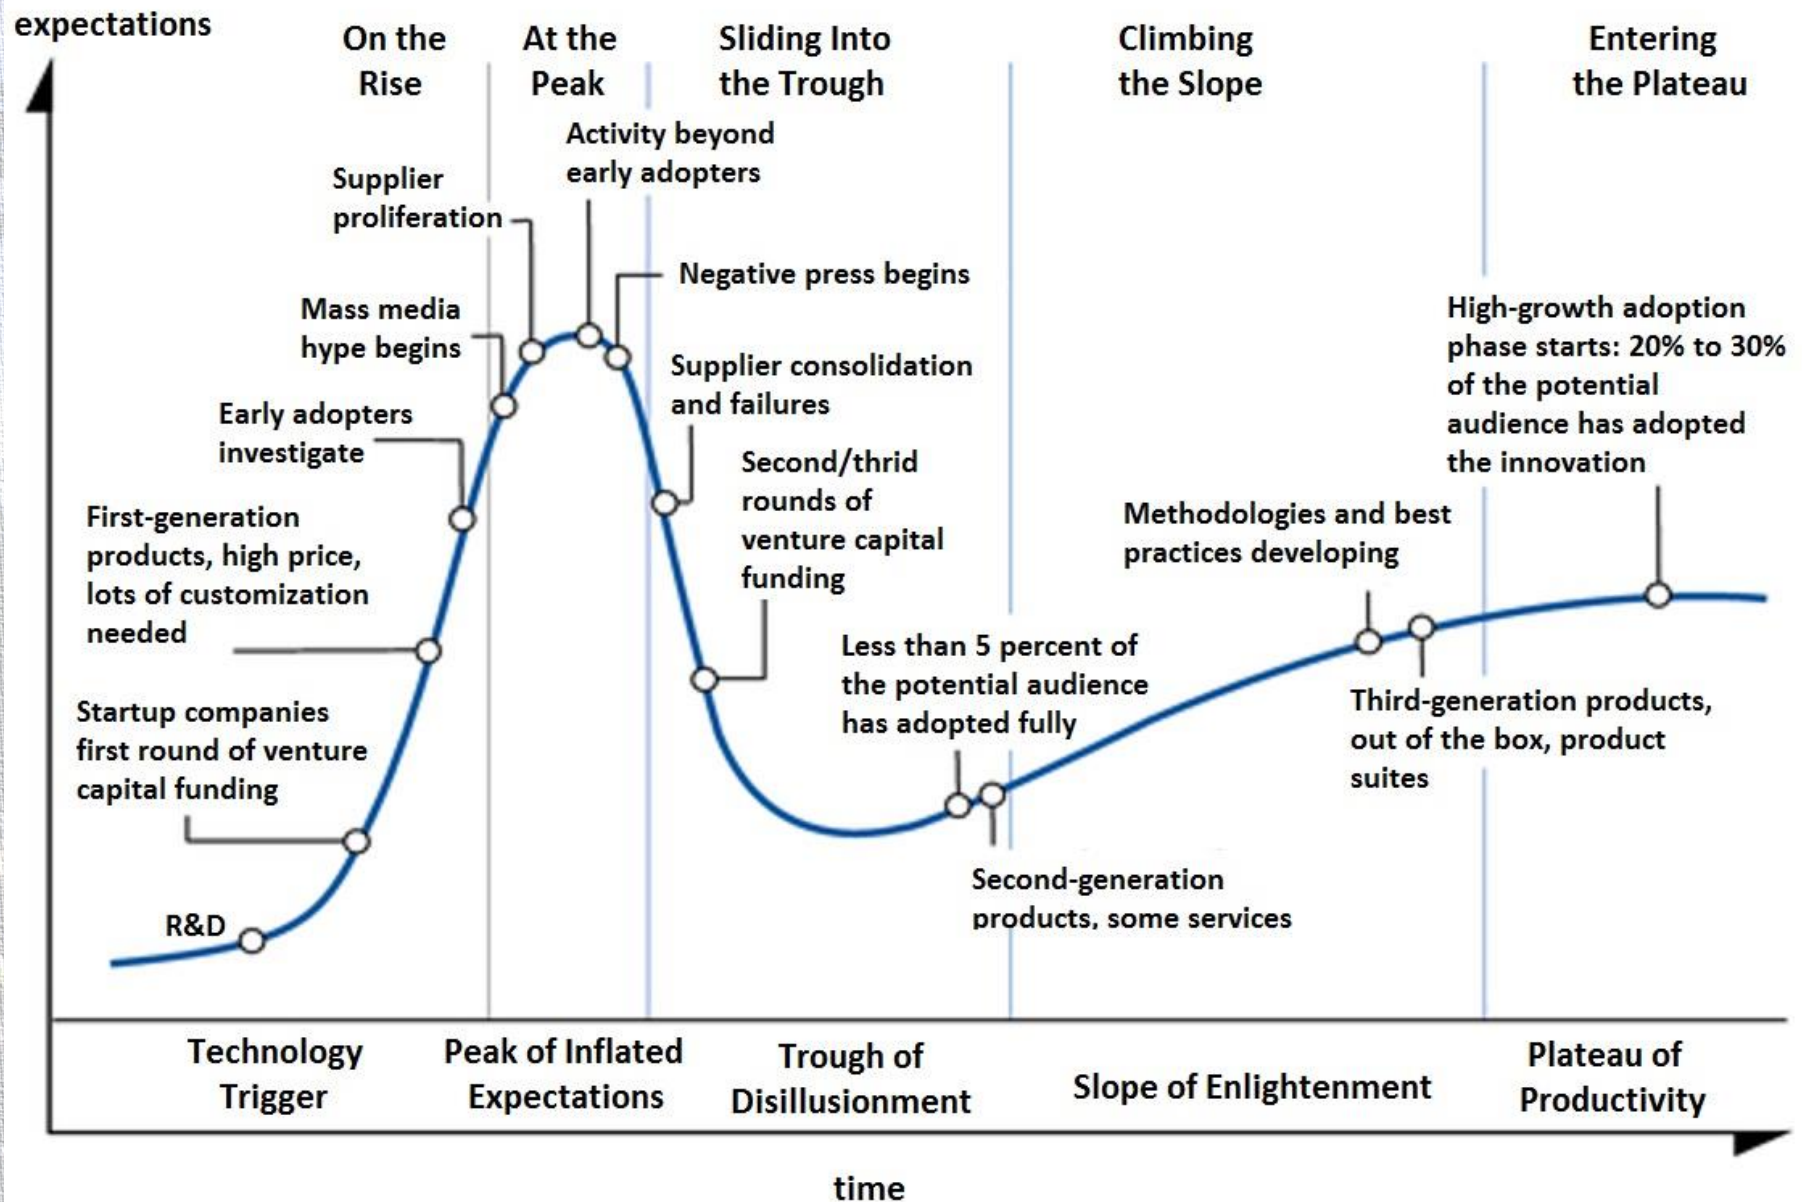 expectations
On the
Rise
At the
Peak
Sliding Into
the Trough
Climbing
the Slope
Entering
the Plateau
Activity beyond
early adopters
Supplier
proliferation
Negative press begins
Mass media
hype begins
High-growth adoption
phase starts: 20% to 30%
of the potential
audience has adopted
the innovation
Supplier consolidation
and failures
Early adopters
investigate
Second/thrid
rounds of
venture capital
funding
First-generation
products, high price,
lots of customization
needed
Methodologies and best
practices developing
Less than 5 percent of
the potential audience
has adopted fully
Startup companies
first round of venture
capital funding
Third-generation products,
out of the box, product
suites
Second-generation
products, some services
R&D
Technology
Trigger
Peak of Inflated
Expectations
Trough of
Disillusionment
Slope of Enlightenment
Plateau of
Productivity
time